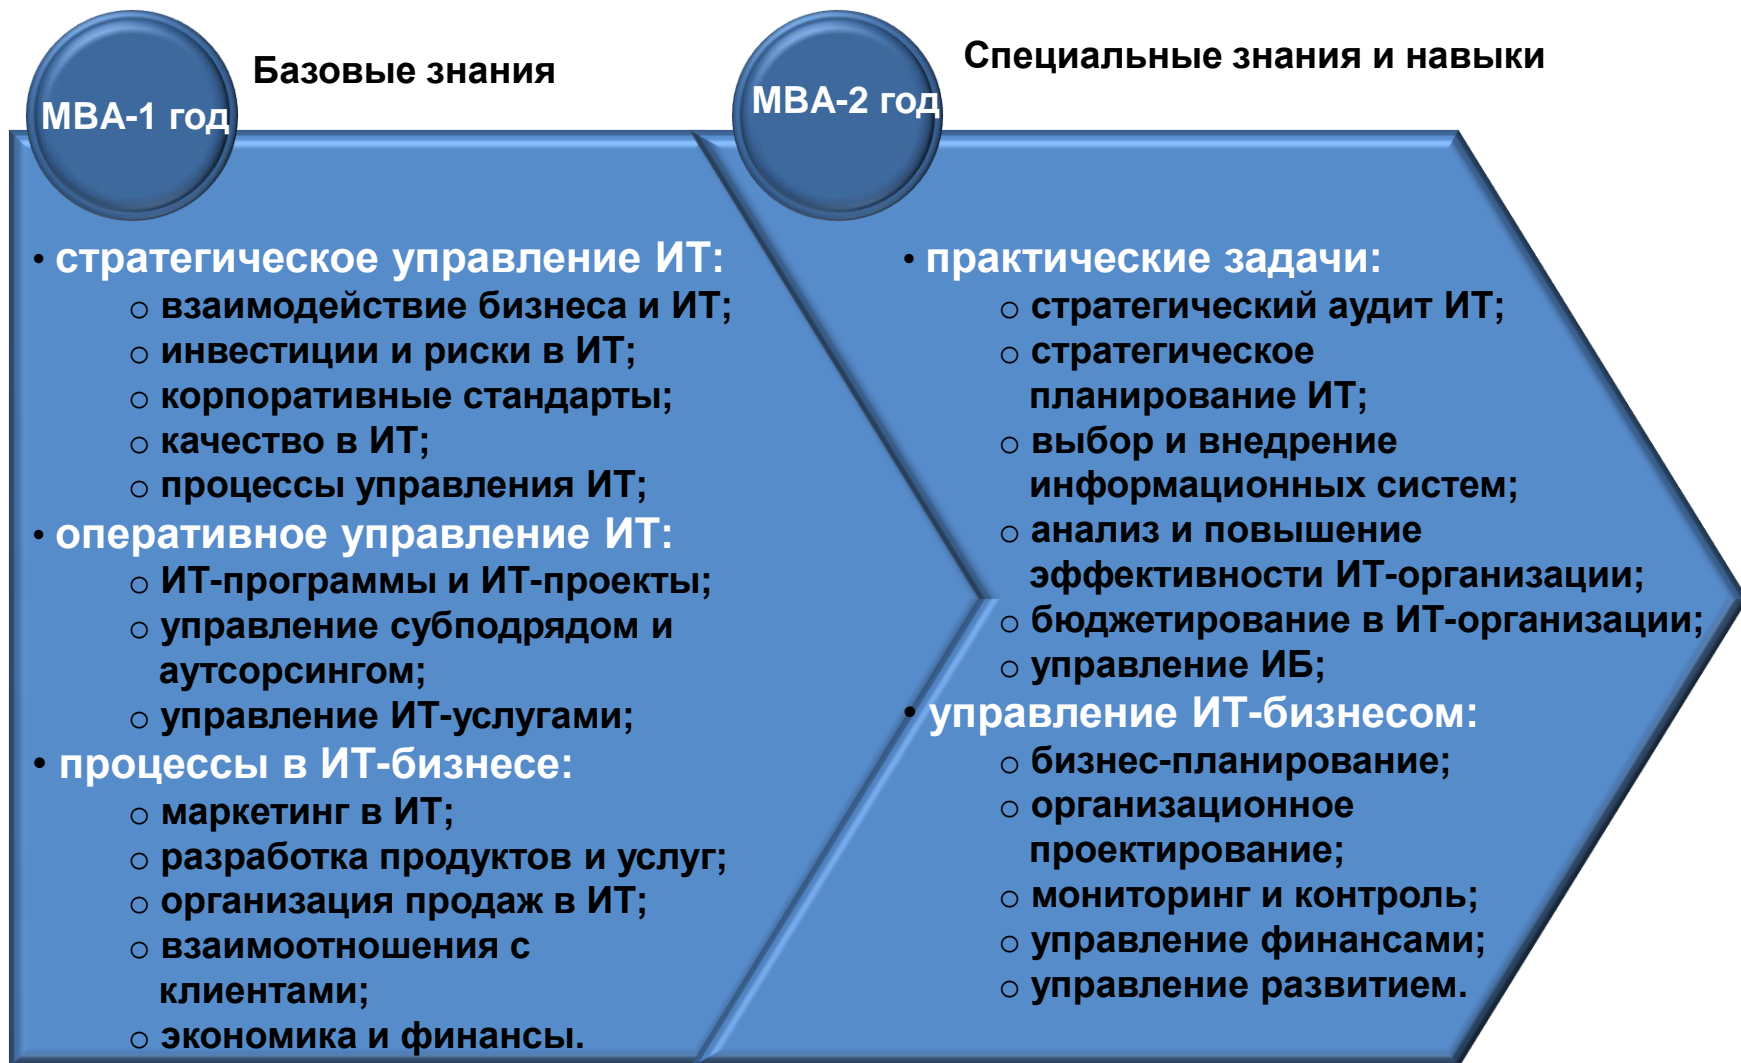 MBA-1 год
Базовые знания
• стратегическое управление ИТ:
o взаимодействие бизнеса и ИТ;
o инвестиции и риски в ИТ;
o корпоративные стандарты;
o качество в ИТ;
o процессы управления ИТ;
• оперативное управление ИТ:
o ИТ-программы и ИТ-проекты;
o управление субподрядом и
аутсорсингом;
o управление ИТ-услугами;
• процессы в ИТ-бизнесе:
o маркетинг в ИТ;
o разработка продуктов и услуг;
o организация продаж в ИТ;
o взаимоотношения с
клиентами;
o экономика и финансы.
MBA-2 год
Специальные знания и навыки
• практические задачи:
o стратегический аудит ИТ;
o стратегическое
планирование ИТ;
o выбор и внедрение
информационных систем;
o анализ и повышение
эффективности ИТ-организации;
o бюджетирование в ИТ-организации;
o управление ИБ;
• управление ИТ-бизнесом:
o бизнес-планирование;
o организационное
проектирование;
o мониторинг и контроль;
o управление финансами;
o управление развитием.